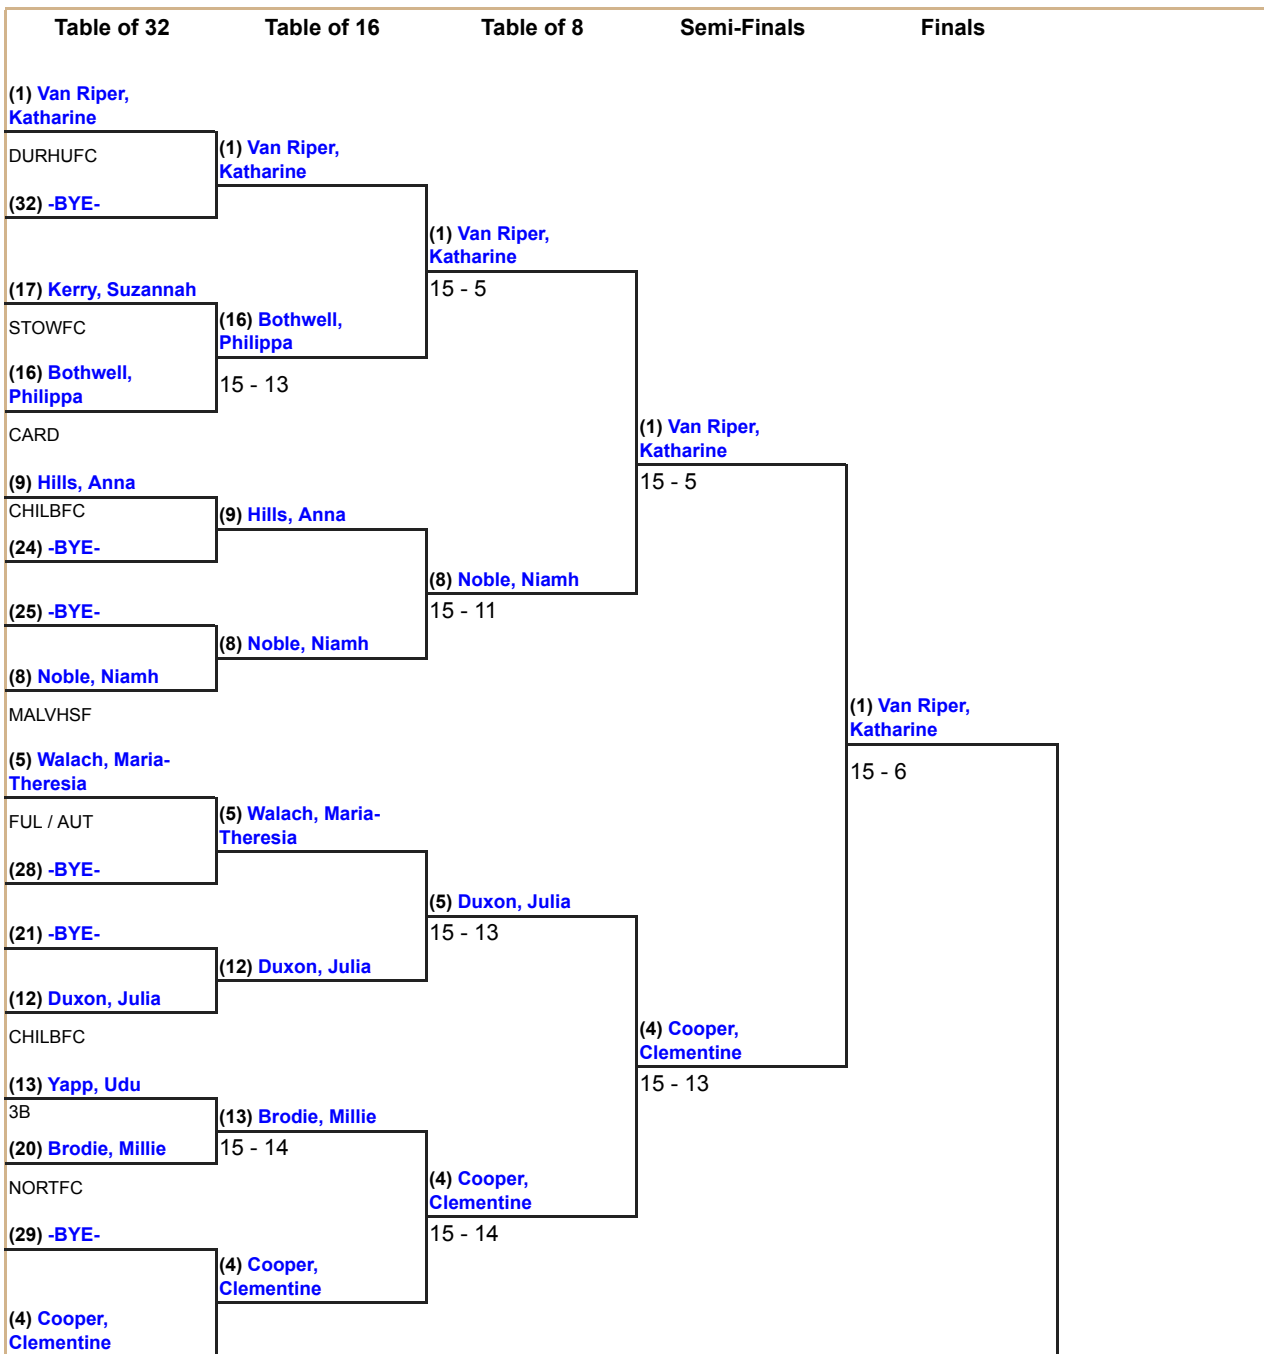 Table of 32
Table of 16
Table of 8
Semi-Finals
Finals
(1) Van Riper,
Katharine
DURHUFC
(32) -BYE-
(17) Kerry, Suzannah
STOWFC
(16) Bothwell,
Philippa
CARD
(9) Hills, Anna
CHILBFC
(24) -BYE-
(25) -BYE-
(8) Noble, Niamh
MALVHSF
(5) Walach, Maria-
Theresia
FUL / AUT
(28) -BYE-
(21) -BYE-
(12) Duxon, Julia
CHILBFC
(13) Yapp, Udu
3B
(20) Brodie, Millie
NORTFC
(29) -BYE-
(4) Cooper,
Clementine
(1) Van Riper,
Katharine
(16) Bothwell,
Philippa
15 - 13
(9) Hills, Anna
(8) Noble, Niamh
(5) Walach, Maria-
Theresia
(12) Duxon, Julia
(13) Brodie, Millie
15 - 14
(4) Cooper,
Clementine
(1) Van Riper,
Katharine
15 - 5
(8) Noble, Niamh
15 - 11
(5) Duxon, Julia
15 - 13
(4) Cooper,
Clementine
15 - 14
(1) Van Riper,
Katharine
15 - 5
(4) Cooper,
Clementine
15 - 13
(1) Van Riper,
Katharine
15 - 6